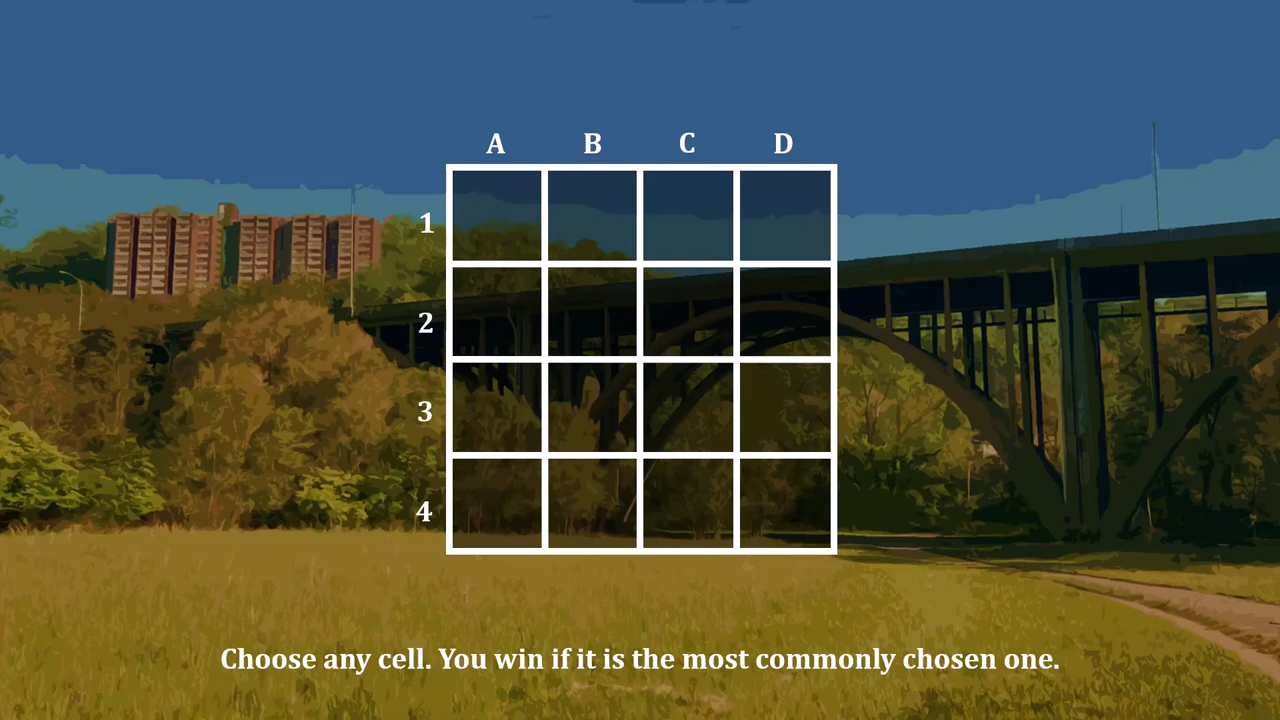 A B C D
1
2
3
4
Choose any cell. You win if it is the most commonly chosen one.